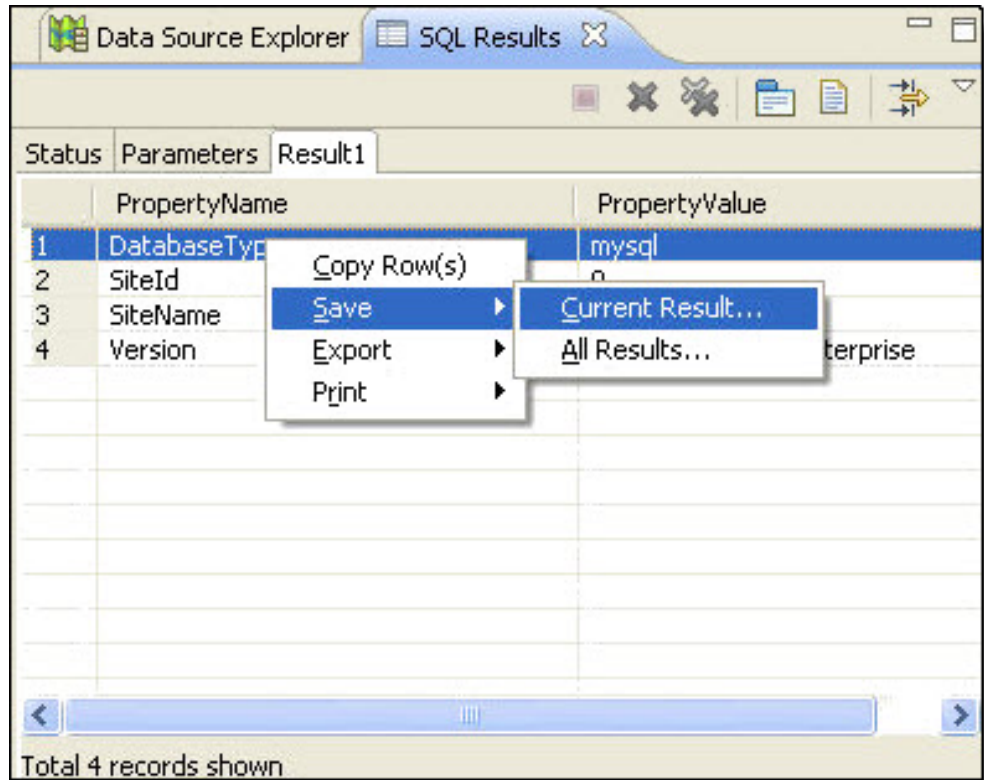 Data Source Explorer SQL Results
Status Parameters Result1
PropertyName PropertyValue
1 DatabaseTyp mysql
Copy Row(s)
2 SiteId
Save Current Result...
3 SiteName
Export All Results...
4 Version terprise
Print
Total 4 records shown